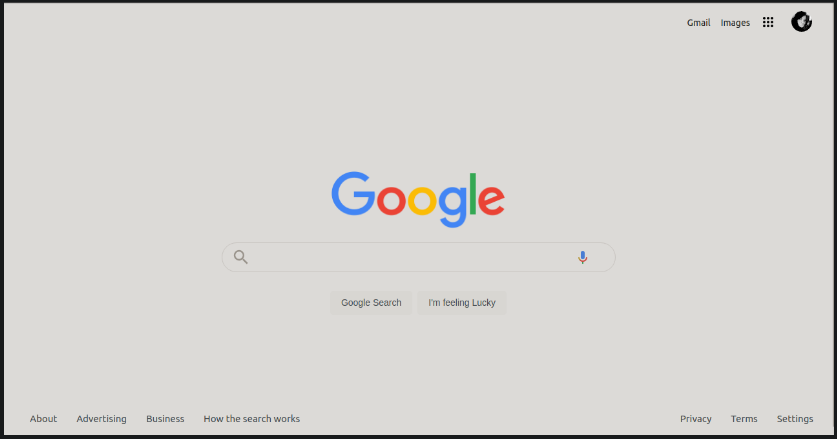 Gmail Images
Google
Google Search I'm feeling Lucky
About Advertising Business How the search works Privacy Terms Settings